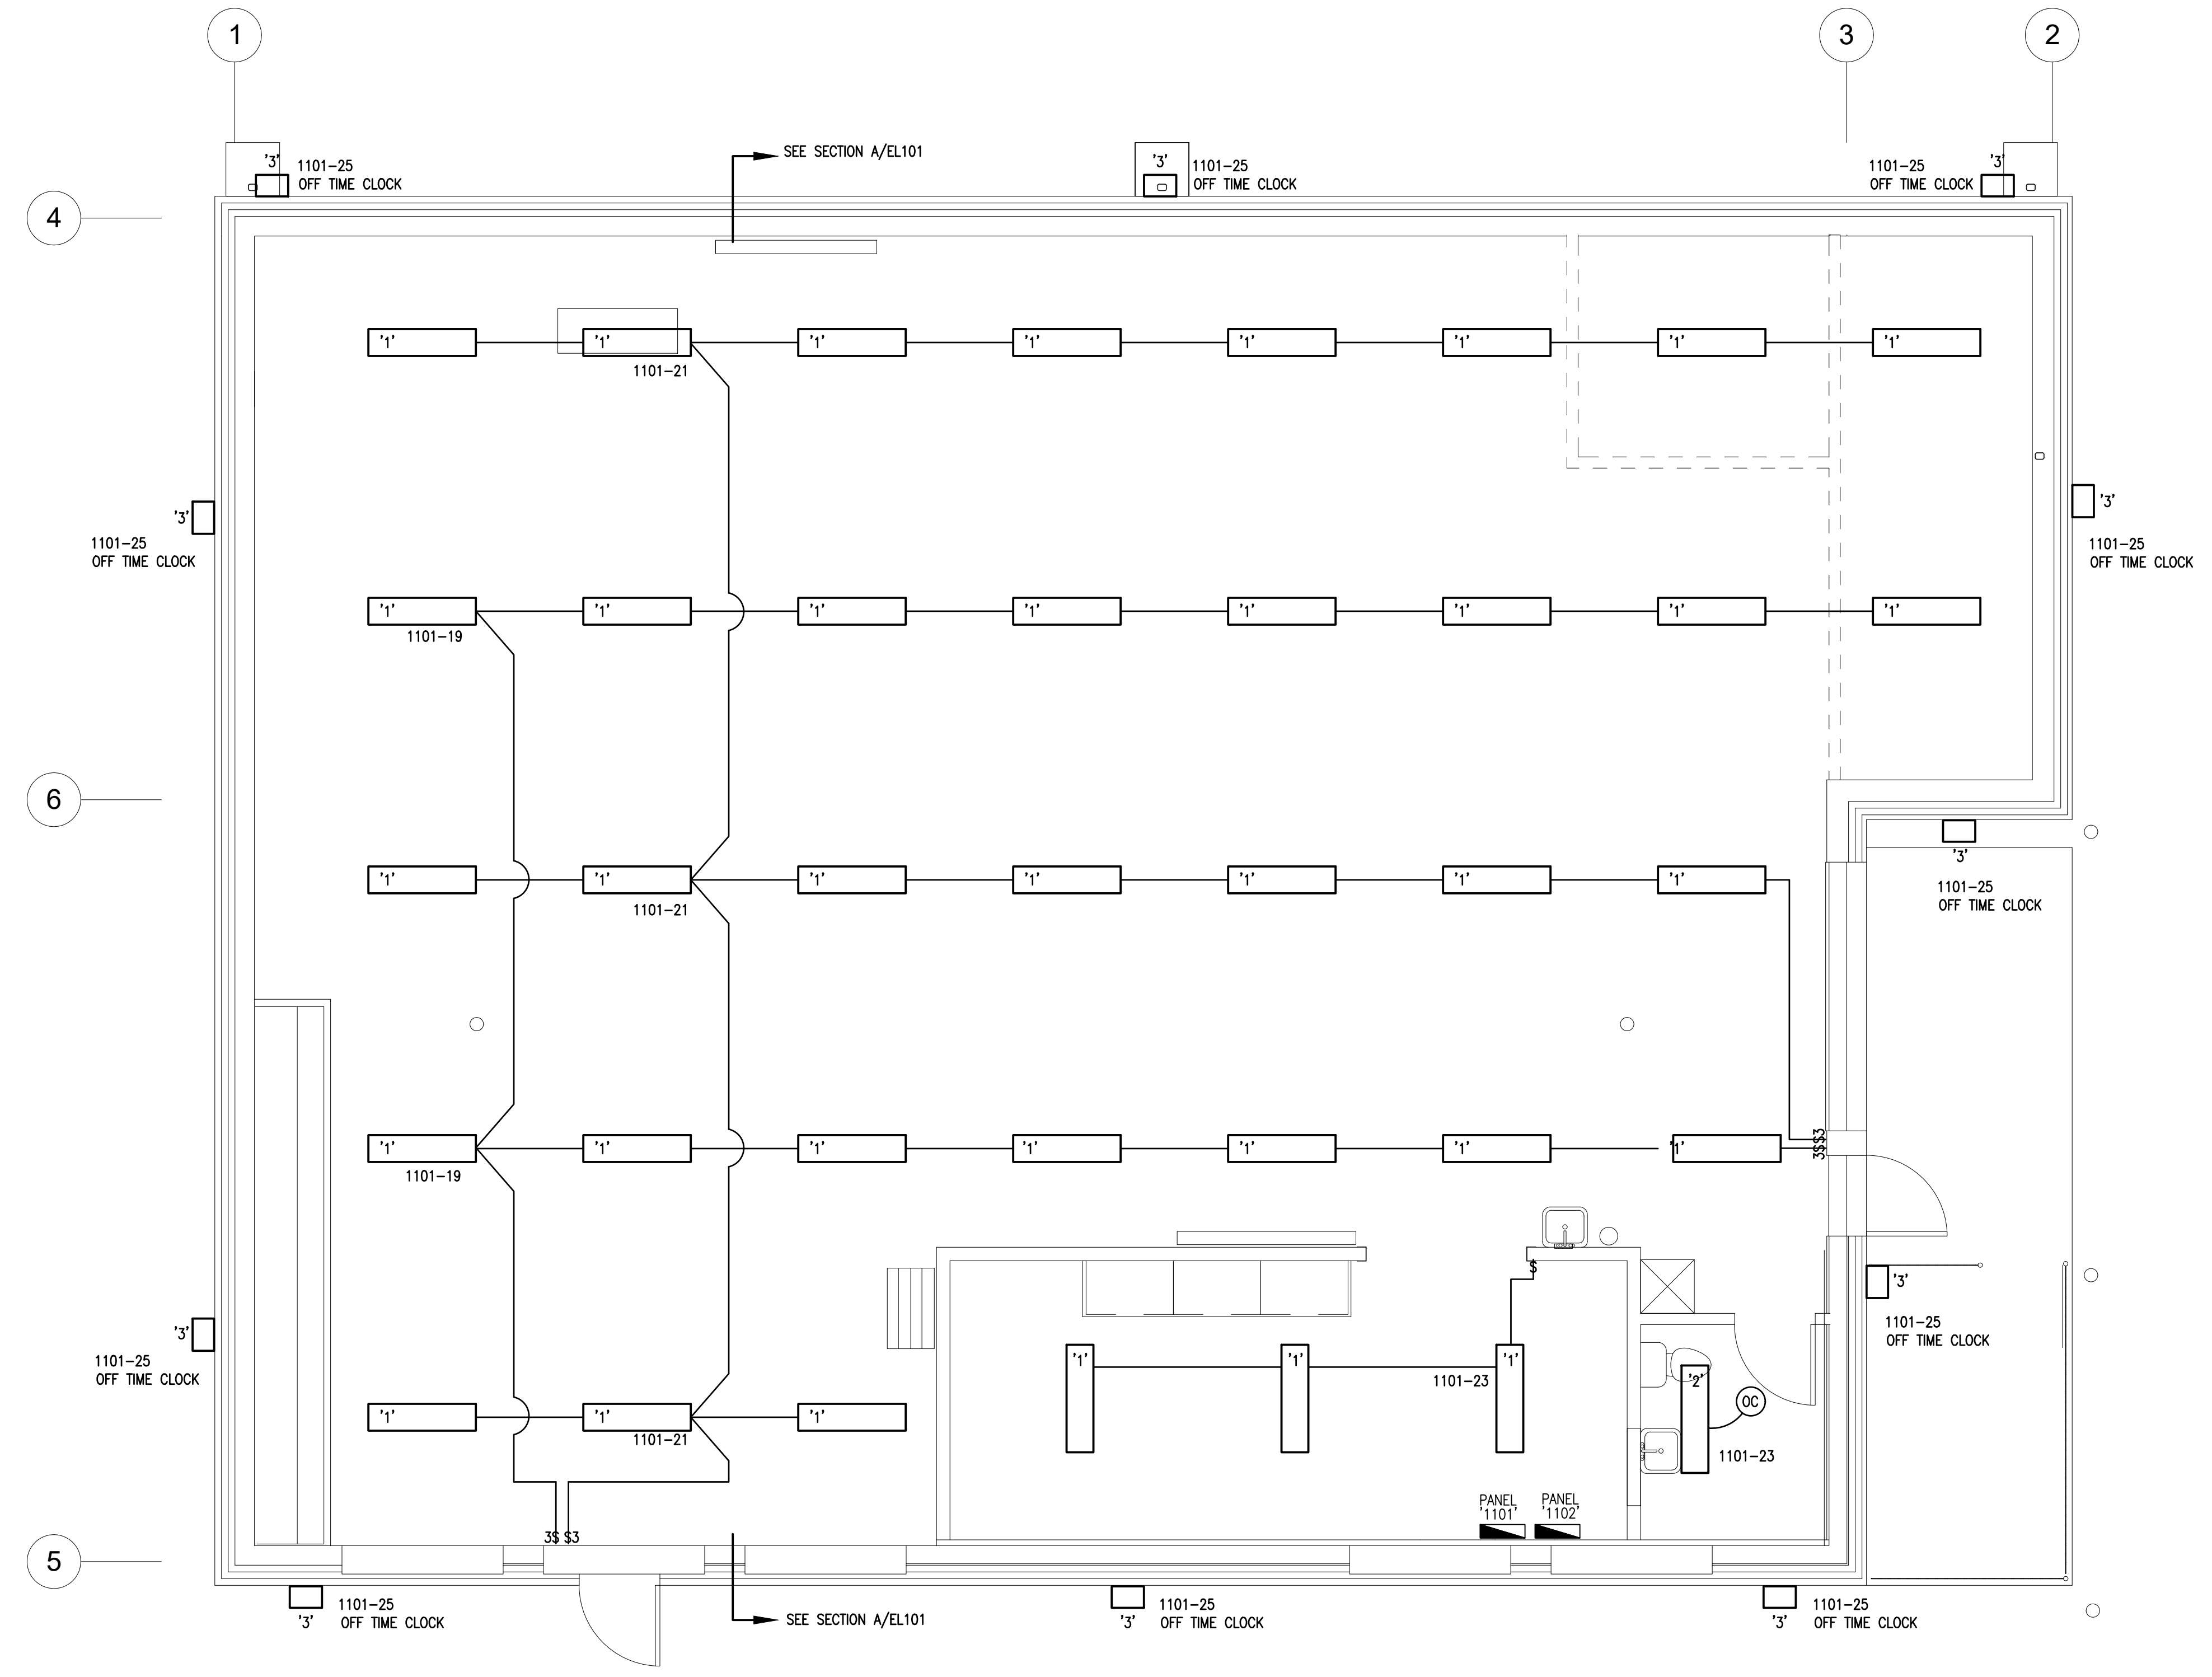 1
3
2
SEE SECTION A/EL101
'3'
1101-25
OFF TIME CLOCK
'3'
1101-25
OFF TIME CLOCK
'3'
1101-25
OFF TIME CLOCK
4
'1' '1' '1' '1' '1' '1' '1' '1'
1101-21
'3'
1101-25
OFF TIME CLOCK
'3'
1101-25
OFF TIME CLOCK
'1' '1' '1' '1' '1' '1' '1' '1'
1101-19
6
'3'
1101-25
OFF TIME CLOCK
'1' '1' '1' '1' '1' '1' '1'
1101-21
'1' '1' '1' '1' '1' '1' '1'
1101-19
3$$3
$
'3'
1101-25
OFF TIME CLOCK
'3'
1101-25
OFF TIME CLOCK
'1' '1' '1'
1101-23
'2'
OC
1101-23
'1' '1' '1'
1101-21
PANEL
'1101'
PANEL
'1102'
3$ $3
5
'3'
1101-25
OFF TIME CLOCK
SEE SECTION A/EL101
'3'
1101-25
OFF TIME CLOCK
'3'
1101-25
OFF TIME CLOCK